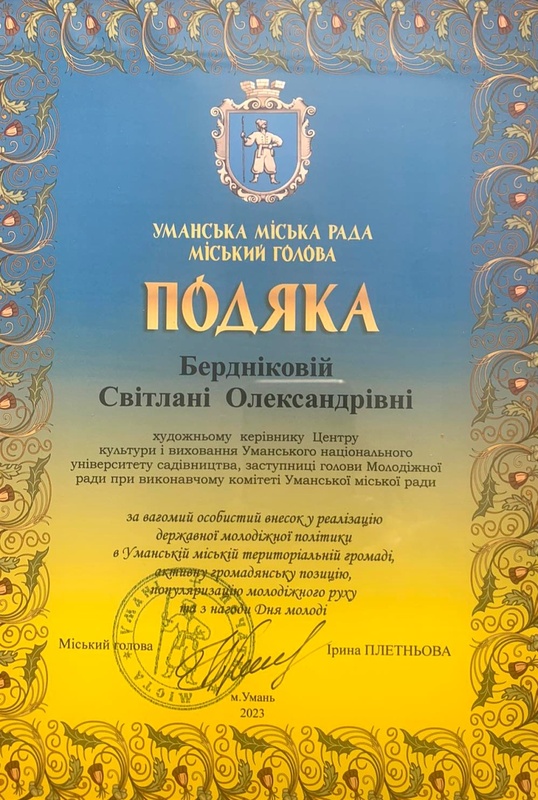 УМАНСЬКА МІСЬКА РАДА
МІСЬКИЙ ГОЛОВА
ПОДЯКА
Бердніковій
Світлані Олександрівні
художньому керівнику Центру
культури і виховання Уманського національного
університету садівництва, заступниці голови Молодіжної
ради при виконавчому комітеті Уманської міської ради
за вагомий особистий внесок у реалізацію
державної молодіжної політики
в Уманській міській територіальній громаді,
активну громадянську позицію,
популяризацію молодіжного руху
та з нагоди Дня молоді
Міський голова
Ірина ПЛЕТНЬОВА
м.Умань
2023